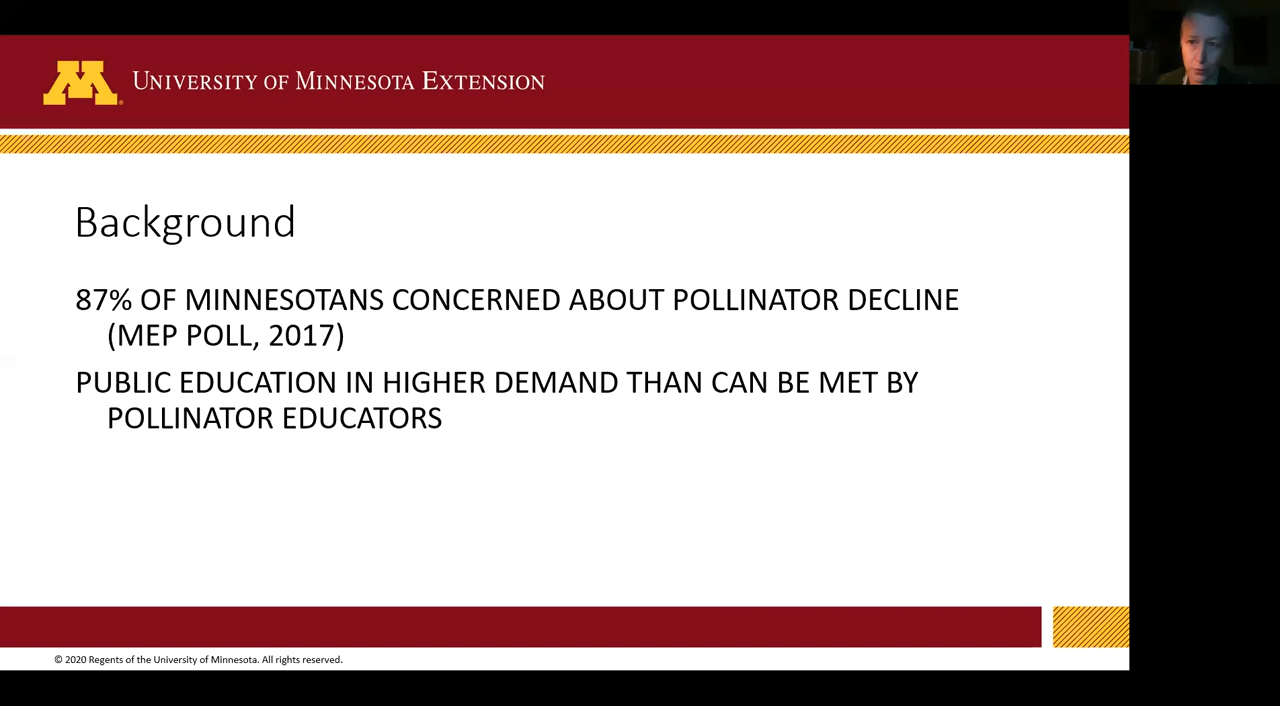 M
UNIVERSITY OF MINNESOTA EXTENSION
Background
87% OF MINNESOTANS CONCERNED ABOUT POLLINATOR DECLINE
(MEP POLL, 2017)
PUBLIC EDUCATION IN HIGHER DEMAND THAN CAN BE MET BY
POLLINATOR EDUCATORS
© 2020 Regents of the University of Minnesota. All rights reserved.